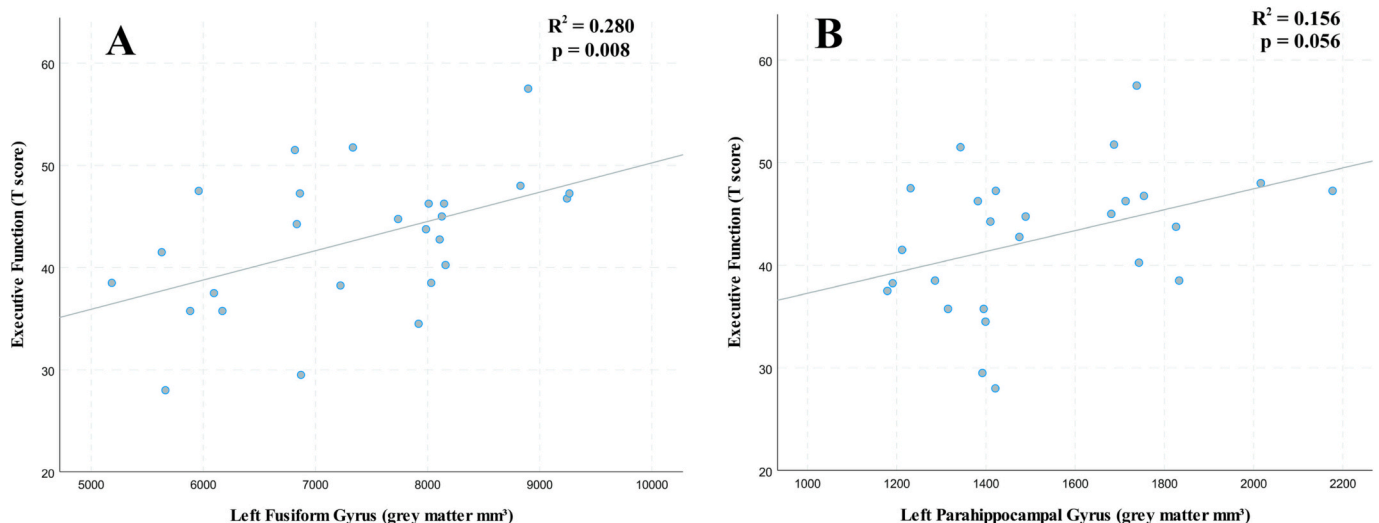 A
R² = 0.280
p = 0.008
Executive Function (T score)
60
50
40
30
20
5000 6000 7000 8000 9000 10000
Left Fusiform Gyrus (grey matter mm³)
B
R² = 0.156
p = 0.056
Executive Function (T score)
60
50
40
30
20
1000 1200 1400 1600 1800 2000 2200
Left Parahippocampal Gyrus (grey matter mm³)